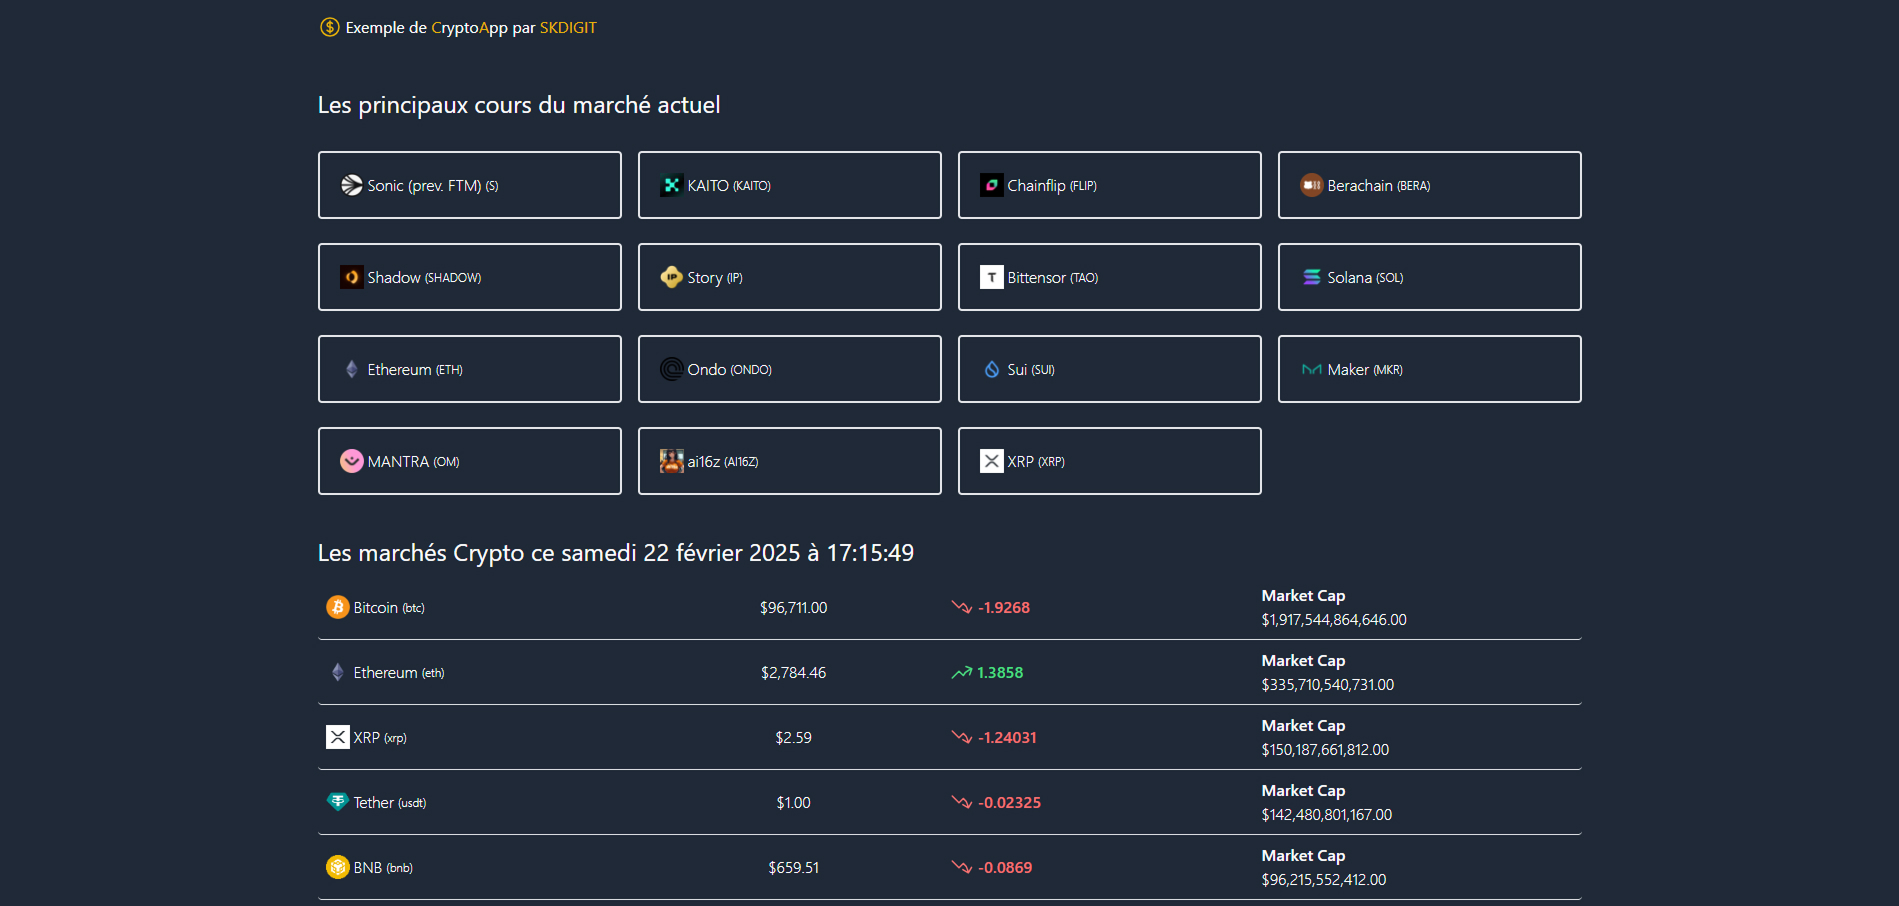 Exemple de CryptoApp par SKDIGIT
Les principaux cours du marché actuel
Sonic (prev. FTM) (S)
KAITO (KAITO)
Chainflip (FLIP)
Berachain (BERA)
Shadow (SHADOW)
IP
Story (IP)
T
Bittensor (TAO)
Solana (SOL)
Ethereum (ETH)
Ondo (ONDO)
Sui (SUI)
Maker (MKR)
MANTRA (OM)
ai16z (AI16Z)
XRP (XRP)
Les marchés Crypto ce samedi 22 février 2025 à 17:15:49
Bitcoin (btc)
$96,711.00
-1.9268
Market Cap
$1,917,544,864,646.00
Ethereum (eth)
$2,784.46
1.3858
Market Cap
$335,710,540,731.00
XRP (xrp)
$2.59
-1.24031
Market Cap
$150,187,661,812.00
Tether (usdt)
$1.00
-0.02325
Market Cap
$142,480,801,167.00
BNB (bnb)
$659.51
-0.0869
Market Cap
$96,215,552,412.00